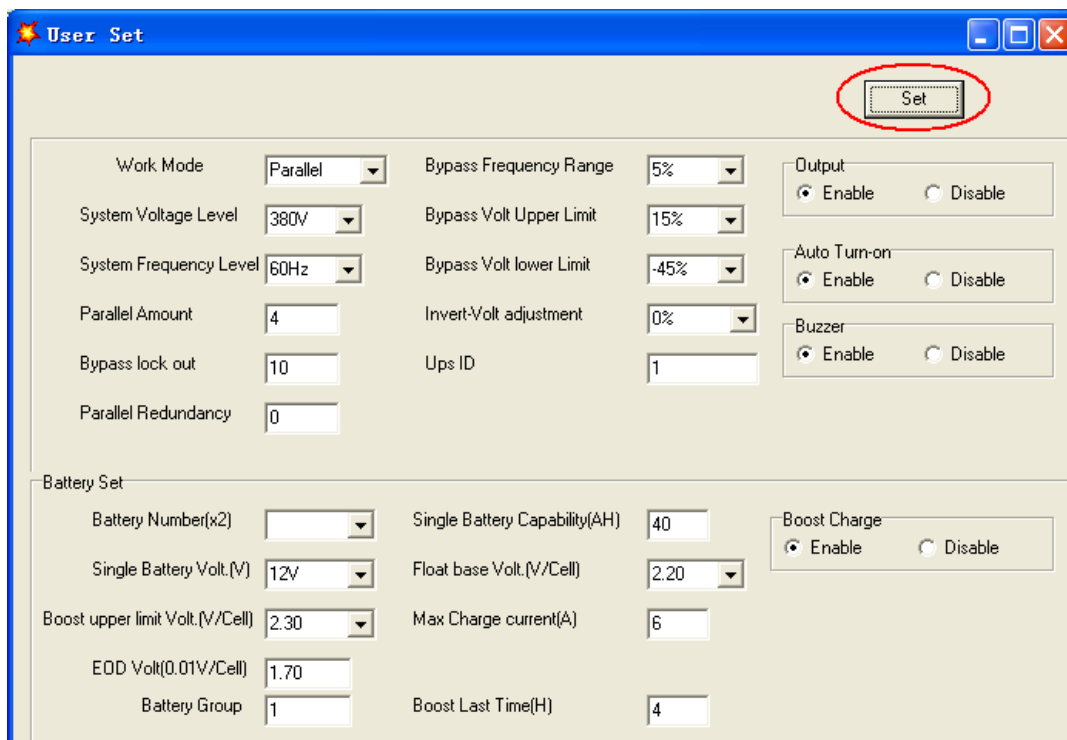 User Set
Set
Work Mode Parallel Bypass Frequency Range 5% Output
Enable Disable
System Voltage Level 380V Bypass Volt Upper Limit 15%
Auto Turn-on
System Frequency Level 60Hz Bypass Volt lower Limit -45% Enable Disable
Parallel Amount 4 Invert-Volt adjustment 0% Buzzer
Enable Disable
Bypass lock out 10 Ups ID 1
Parallel Redundancy 0
Battery Set
Battery Number(x2) Single Battery Capability(AH) 40 Boost Charge
Enable Disable
Single Battery Volt.(V) 12V Float base Volt.(V/Cell) 2.20
Boost upper limit Volt.(V/Cell) 2.30 Max Charge current(A) 6
EOD Volt(0.01V/Cell) 1.70
Battery Group 1 Boost Last Time(H) 4